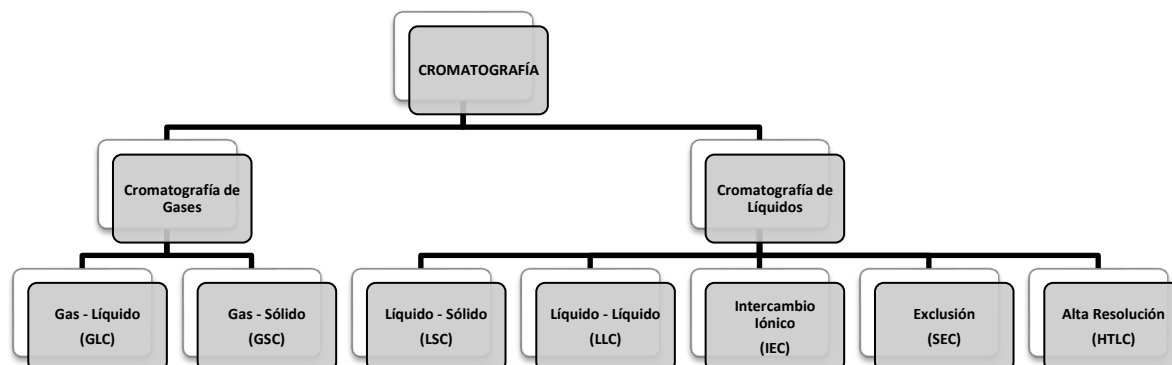 CROMATOGRAFÍA
Cromatografía de
Gases
Cromatografía de
Líquidos
Gas - Líquido
(GLC)
Gas - Sólido
(GSC)
Líquido - Sólido
(LSC)
Líquido - Líquido
(LLC)
Intercambio
Iónico
(IEC)
Exclusión
(SEC)
Alta Resolución
(HTLC)